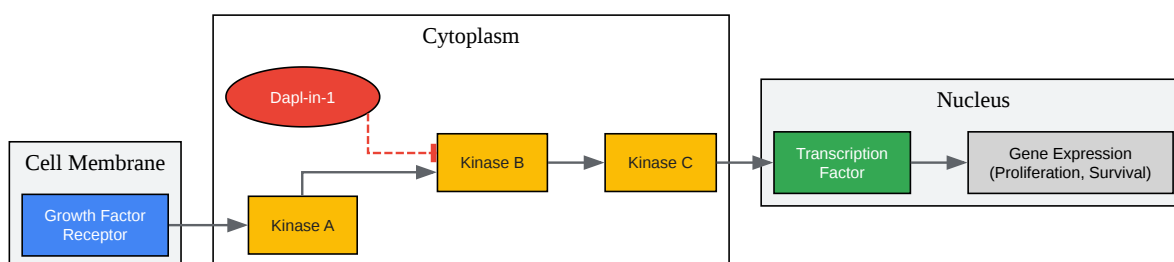 Cell Membrane
Growth Factor
Receptor
Cytoplasm
Dapl-in-1
Kinase A
Kinase B
Kinase C
Nucleus
Transcription
Factor
Gene Expression
(Proliferation, Survival)